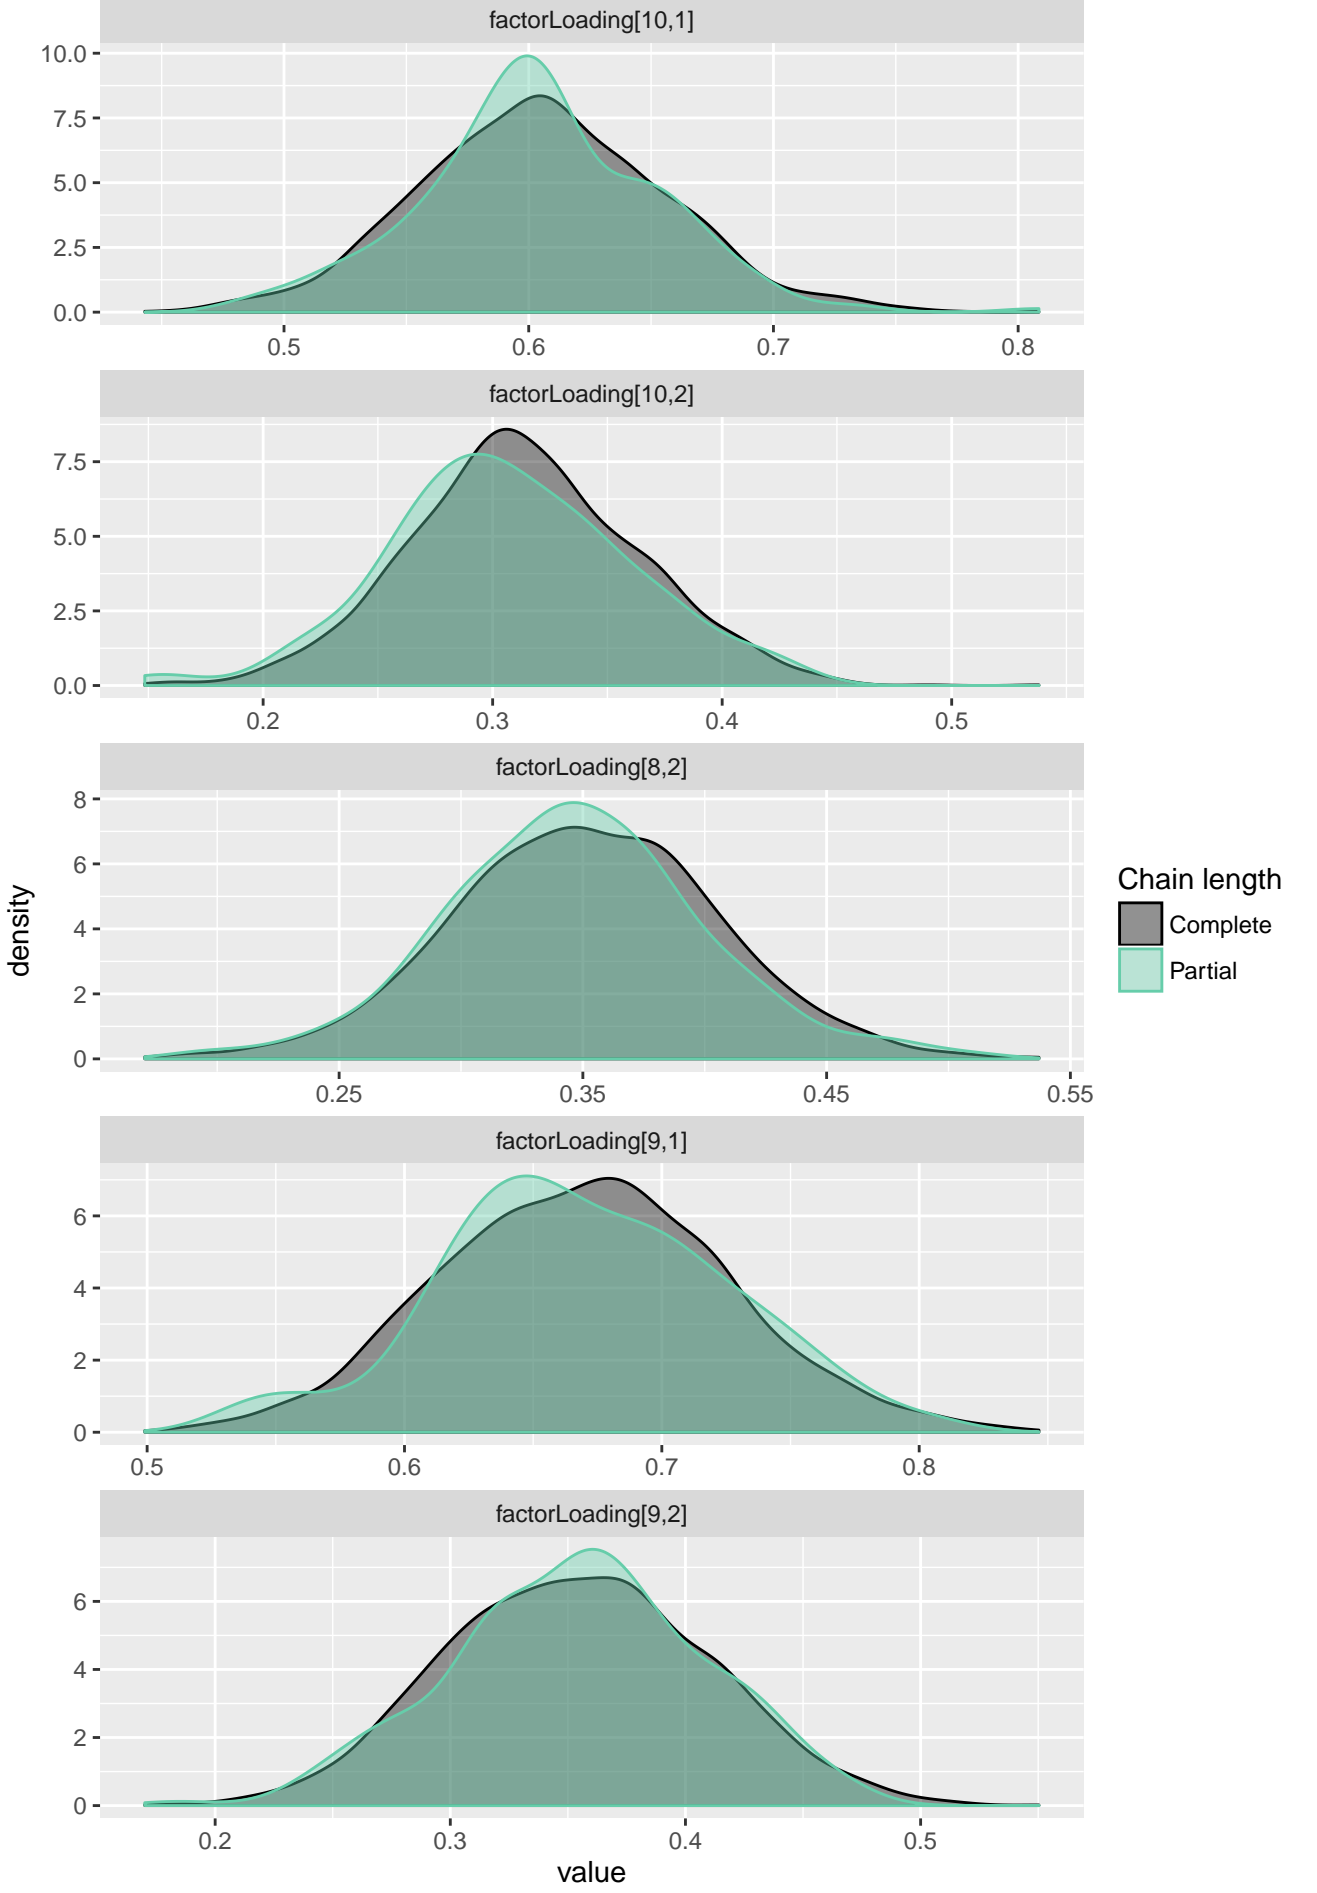 factorLoading[10,1]
10.0
7.5
5.0
2.5
0.0
0.5 0.6 0.7 0.8
factorLoading[10,2]
7.5
5.0
2.5
0.0
0.2 0.3 0.4 0.5
factorLoading[8,2]
8
6
4
2
0
0.25 0.35 0.45 0.55
factorLoading[9,1]
6
4
2
0
0.5 0.6 0.7 0.8
factorLoading[9,2]
6
4
2
0
0.2 0.3 0.4 0.5
value
density
Chain length
Complete
Partial